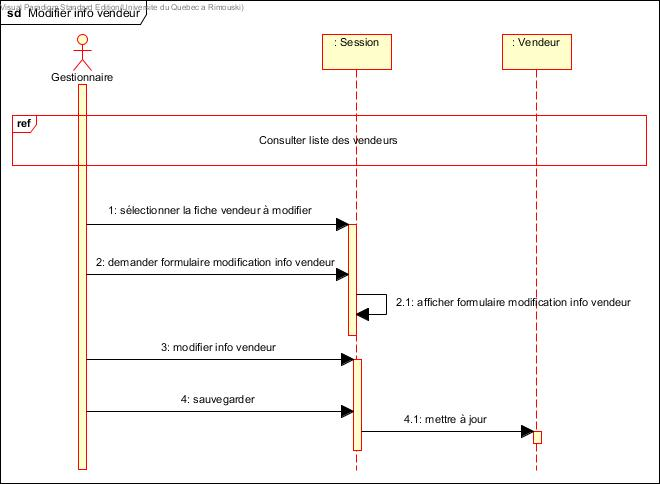 Visual Paradigm Standard Edition(Universite du Quebec a Rimouski)
sd Modifier info vendeur
: Session
: Vendeur
Gestionnaire
ref
Consulter liste des vendeurs
1: sélectionner la fiche vendeur à modifier
2: demander formulaire modification info vendeur
2.1: afficher formulaire modification info vendeur
3: modifier info vendeur
4: sauvegarder
4.1: mettre à jour